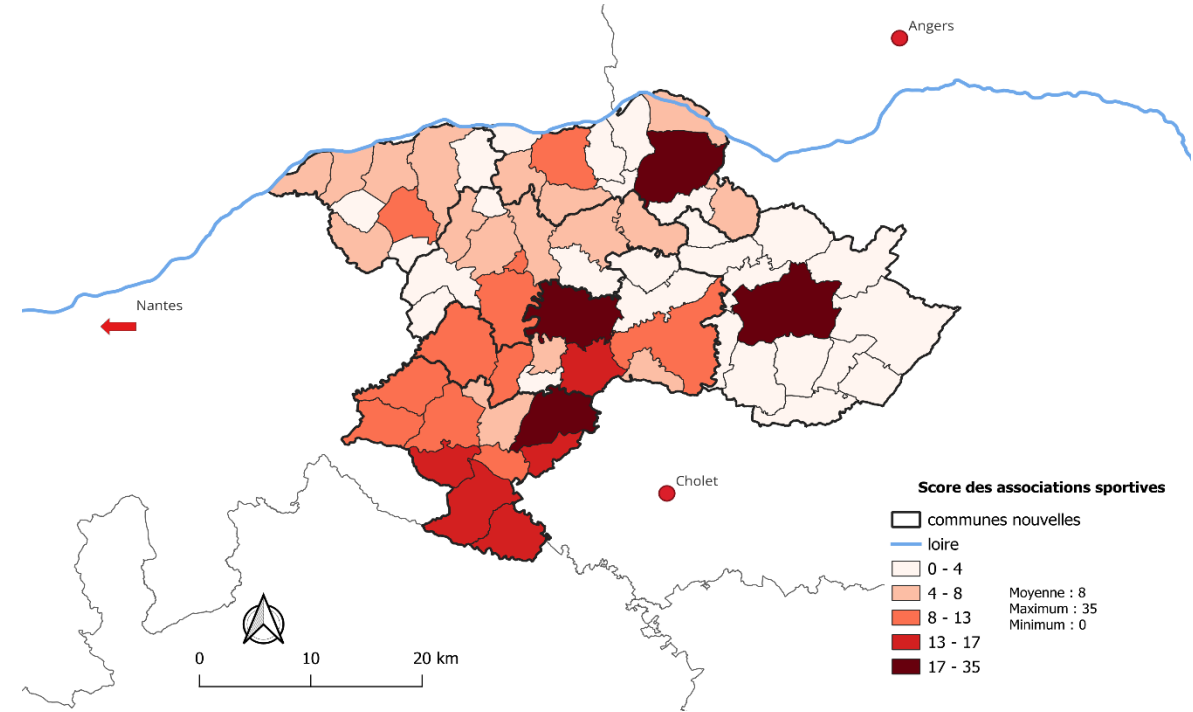 Angers
Nantes
Cholet
Score des associations sportives
communes nouvelles
loire
0 - 4
4 - 8
8 - 13
13 - 17
17 - 35
Moyenne : 8
Maximum : 35
Minimum : 0
0 10 20 km